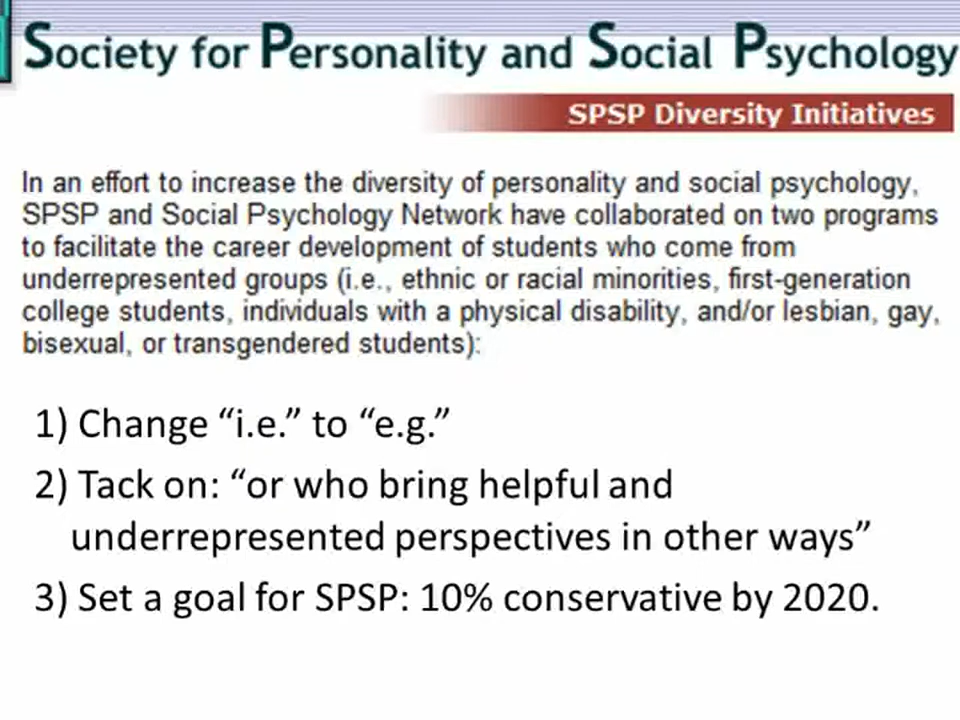 Society for Personality and Social Psychology
SPSP Diversity Initiatives
In an effort to increase the diversity of personality and social psychology,
SPSP and Social Psychology Network have collaborated on two programs
to facilitate the career development of students who come from
underrepresented groups (i.e., ethnic or racial minorities, first-generation
college students, individuals with a physical disability, and/or lesbian, gay,
bisexual, or transgendered students):
1) Change “i.e.” to “e.g.”
2) Tack on: “or who bring helpful and
underrepresented perspectives in other ways”
3) Set a goal for SPSP: 10% conservative by 2020.